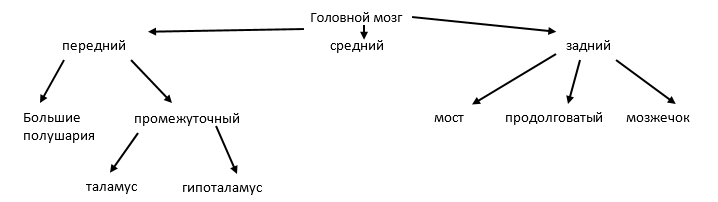 Головной мозг
передний
средний
задний
Большие
полушария
промежуточный
мост
продолговатый
мозжечок
таламус
гипоталамус